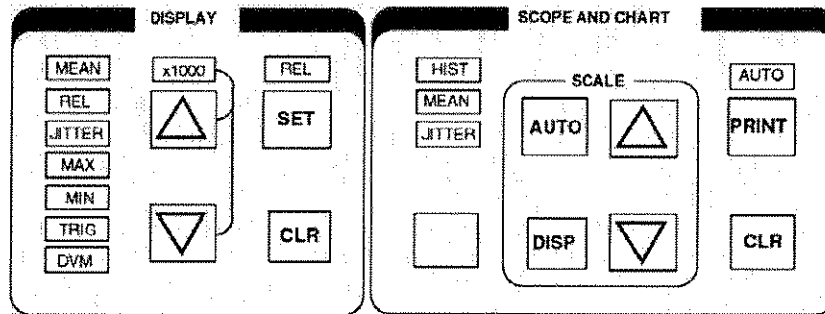 DISPLAY
MEAN
REL
JITTER
MAX
MIN
TRIG
DVM
x1000
REL
SET
CLR
SCOPE AND CHART
HIST
MEAN
JITTER
SCALE
AUTO
DISP
AUTO
PRINT
CLR